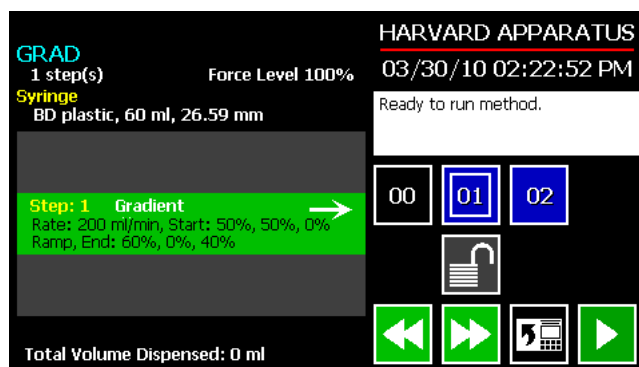 GRAD
1 step(s) Force Level 100%
Syringe
BD plastic, 60 ml, 26.59 mm
Step: 1 Gradient
Rate: 200 ml/min, Start: 50%, 50%, 0%
Ramp, End: 60%, 0%, 40%
Total Volume Dispensed: 0 ml
HARVARD APPARATUS
03/30/10 02:22:52 PM
Ready to run method.
00 01 02